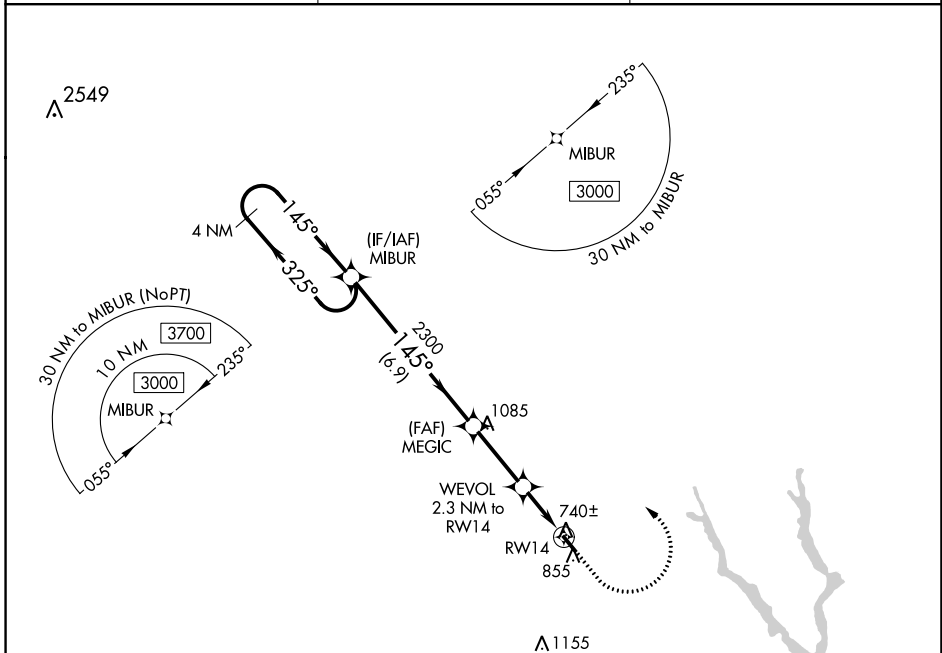 2549
235°
MIBUR
055°
3000
30 NM to MIBUR
4 NM
145°
325°
(IF/IAF)
MIBUR
30 NM to MIBUR (NoPT)
3700
10 NM
3000
235°
MIBUR
055°
2300
145°
(6.9)
1085
(FAF)
MEGIC
WEVOL
2.3 NM to
RW14
740±
RW14
855
1155